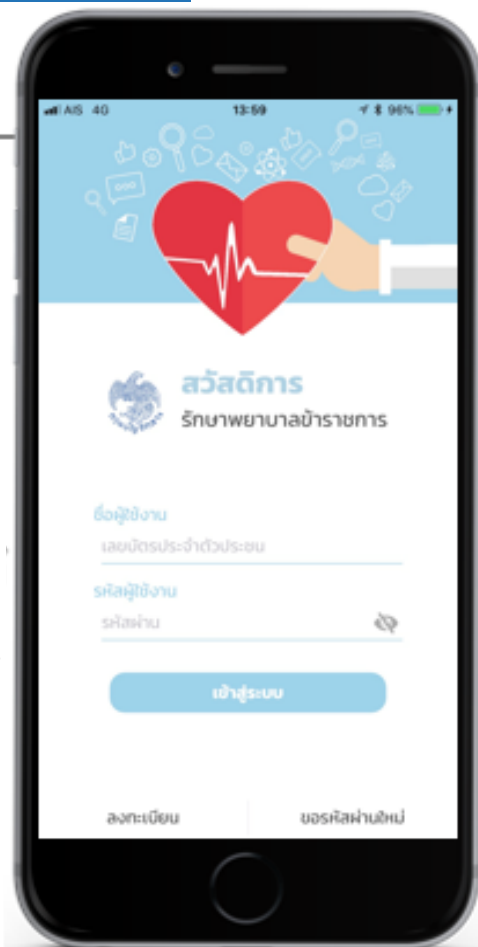 AIS 4G 13:59 96%
สวัสดิการ
รักษาพยาบาลข้าราชการ
ชื่อผู้ใช้งาน
เลขบัตรประจำตัวประชน
รหัสผู้ใช้งาน
รหัสผ่าน
เข้าสู่ระบบ
ลงทะเบียน ขอรหัสผ่านใหม่